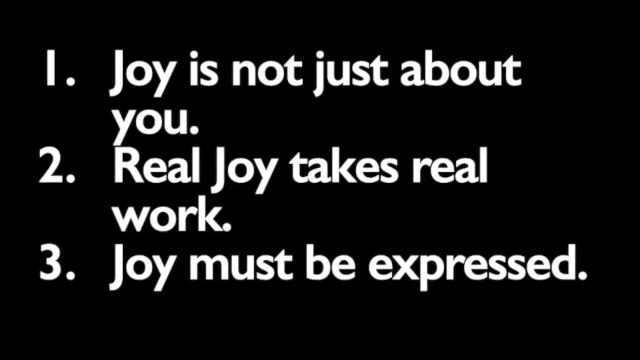 1. Joy is not just about
you.
2. Real Joy takes real
work.
3. Joy must be expressed.